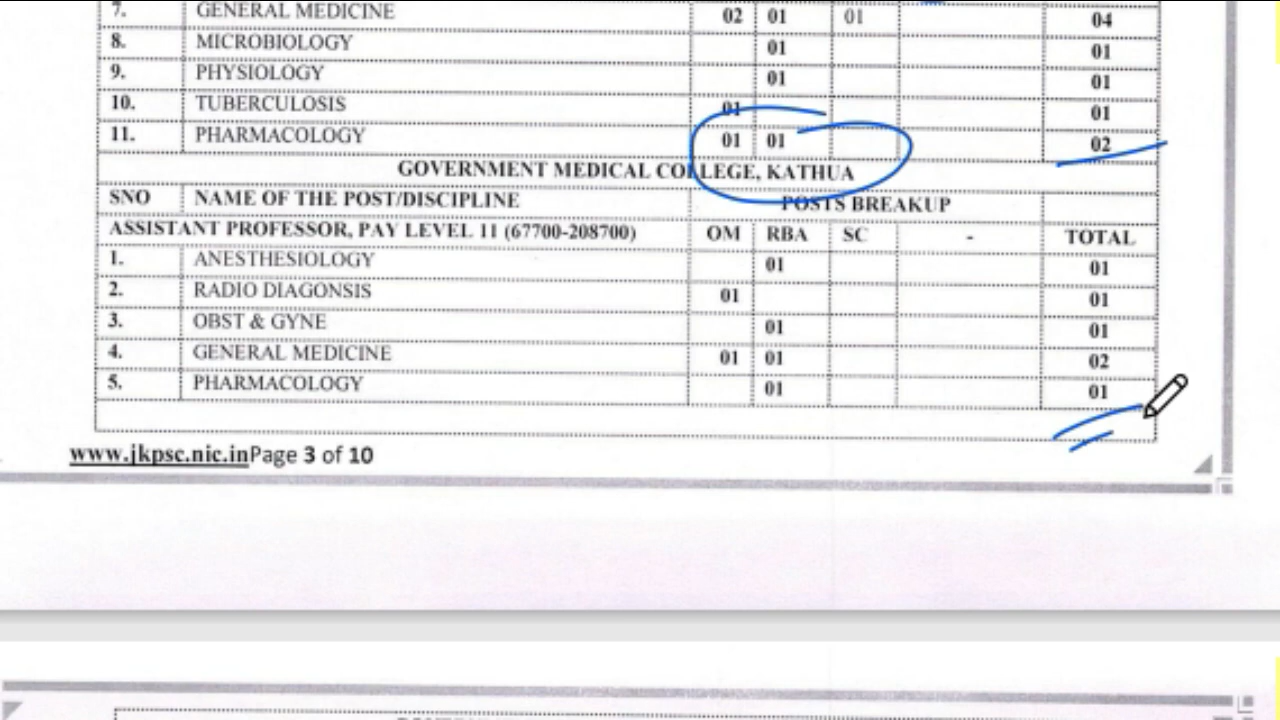 7. GENERAL MEDICINE 02 01 01 04
8. MICROBIOLOGY 01 01
9. PHYSIOLOGY 01 01
10. TUBERCULOSIS 01 01
11. PHARMACOLOGY 01 01 02
GOVERNMENT MEDICAL COLLEGE, KATHUA
SNO NAME OF THE POST/DISCIPLINE POSTS BREAKUP
ASSISTANT PROFESSOR, PAY LEVEL 11 (67700-208700) OM RBA SC - TOTAL
1. ANESTHESIOLOGY 01 01
2. RADIO DIAGONSIS 01 01
3. OBST & GYNE 01 01
4. GENERAL MEDICINE 01 01 02
5. PHARMACOLOGY 01 01
www.jkpsc.nic.inPage 3 of 10